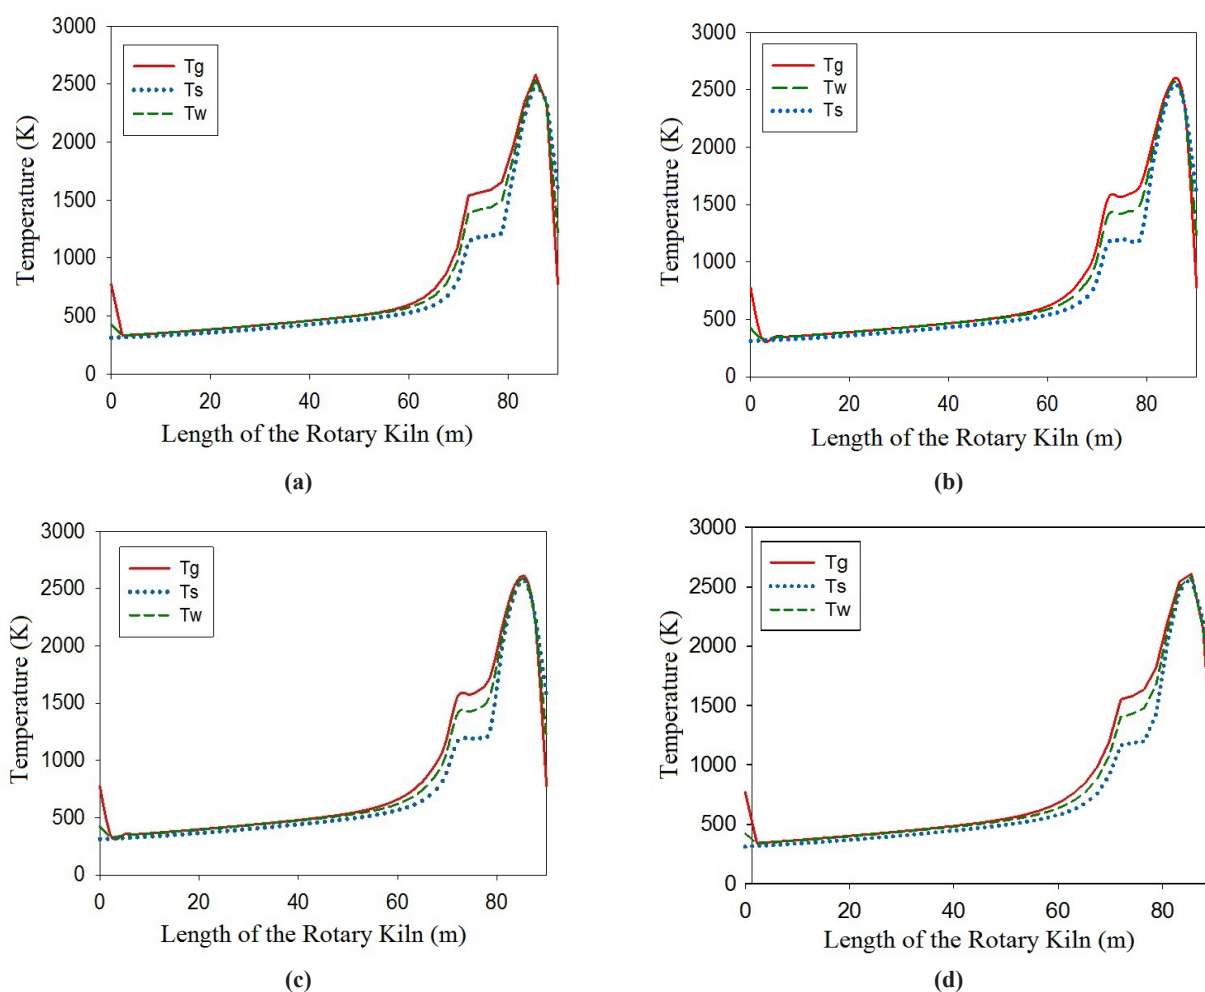 3000
2500
2000
1500
1000
500
0
Temperature (K)
Tg
Ts
Tw
0 20 40 60 80
Length of the Rotary Kiln (m)
(a)
3000
2500
2000
1500
1000
500
0
Temperature (K)
Tg
Tw
Ts
0 20 40 60 80
Length of the Rotary Kiln (m)
(b)
3000
2500
2000
1500
1000
500
0
Temperature (K)
Tg
Ts
Tw
0 20 40 60 80
Length of the Rotary Kiln (m)
(c)
3000
2500
2000
1500
1000
500
0
Temperature (K)
Tg
Ts
Tw
0 20 40 60 80
Length of the Rotary Kiln (m)
(d)